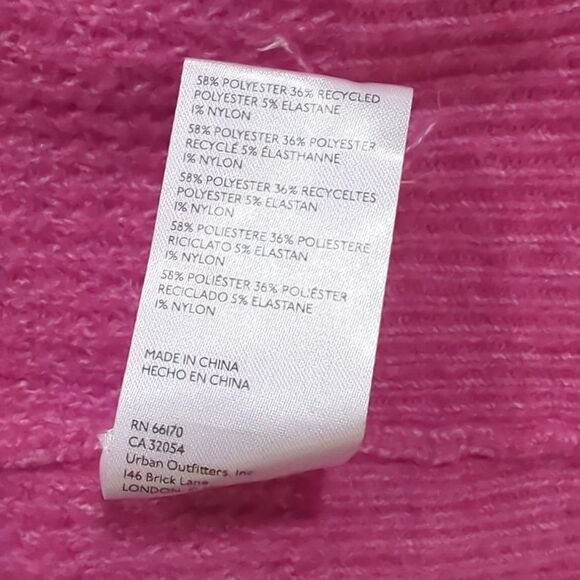 58% POLYESTER 36% RECYCLED
POLYESTER 5% ELASTANE
1% NYLON
58% POLYESTER 36% POLYESTER
RECYCLÉ 5% ÉLASTHANNE
1% NYLON
58% POLYESTER 36% RECYCELTES
POLYESTER 5% ELASTAN
1% NYLON
58% POLIESTERE 36% POLIESTERE
RICICLATO 5% ELASTAN
1% NYLON
58% POLIÉSTER 36% POLIÉSTER
RECICLADO 5% ELASTANE
1% NYLON
MADE IN CHINA
HECHO EN CHINA
RN 66170
CA 32054
Urban Outfitters, Inc
146 Brick Lane
LONDON